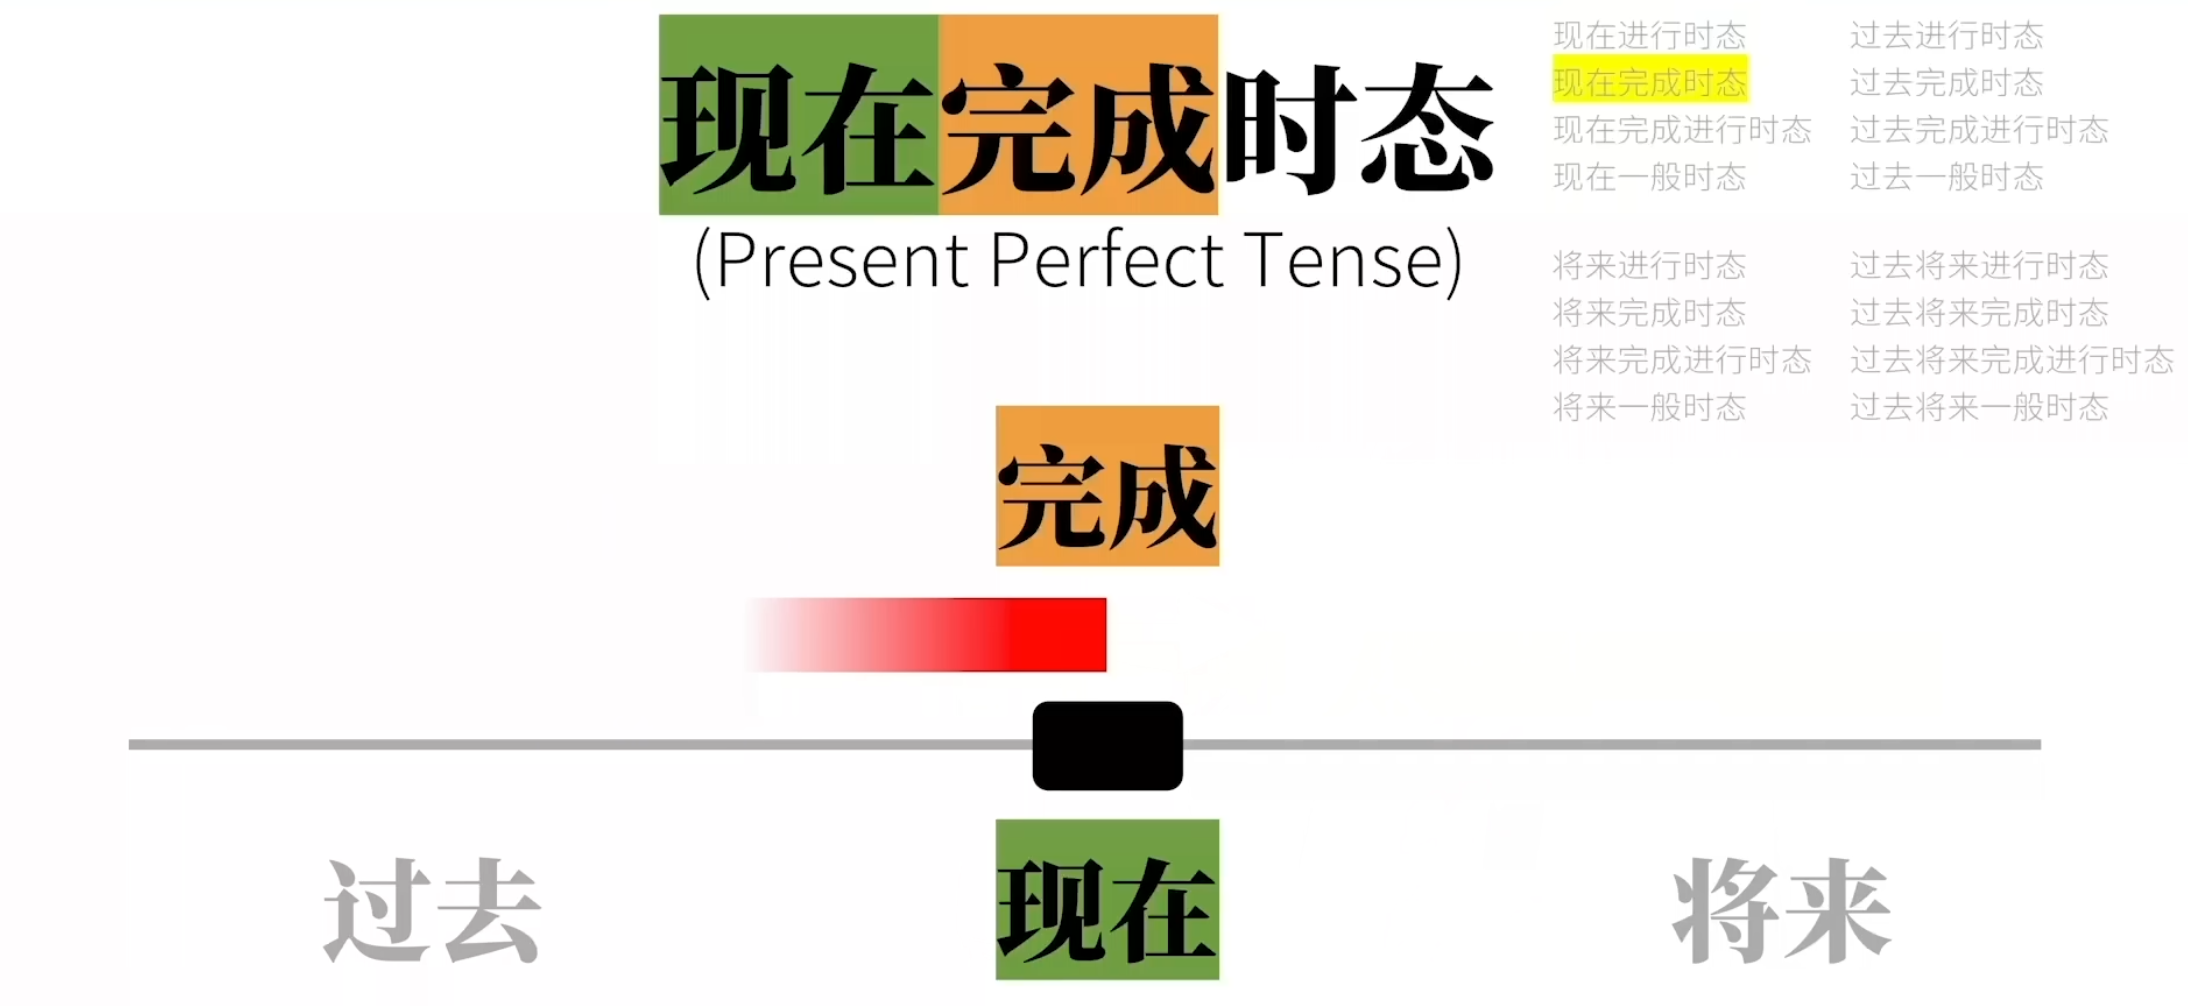 现在完成时态
(Present Perfect Tense)
现在进行时态
现在完成时态
现在完成进行时态
现在一般时态
过去进行时态
过去完成时态
过去完成进行时态
过去一般时态
将来进行时态
将来完成时态
将来完成进行时态
将来一般时态
过去将来进行时态
过去将来完成时态
过去将来完成进行时态
过去将来一般时态
完成
过去
现在
将来